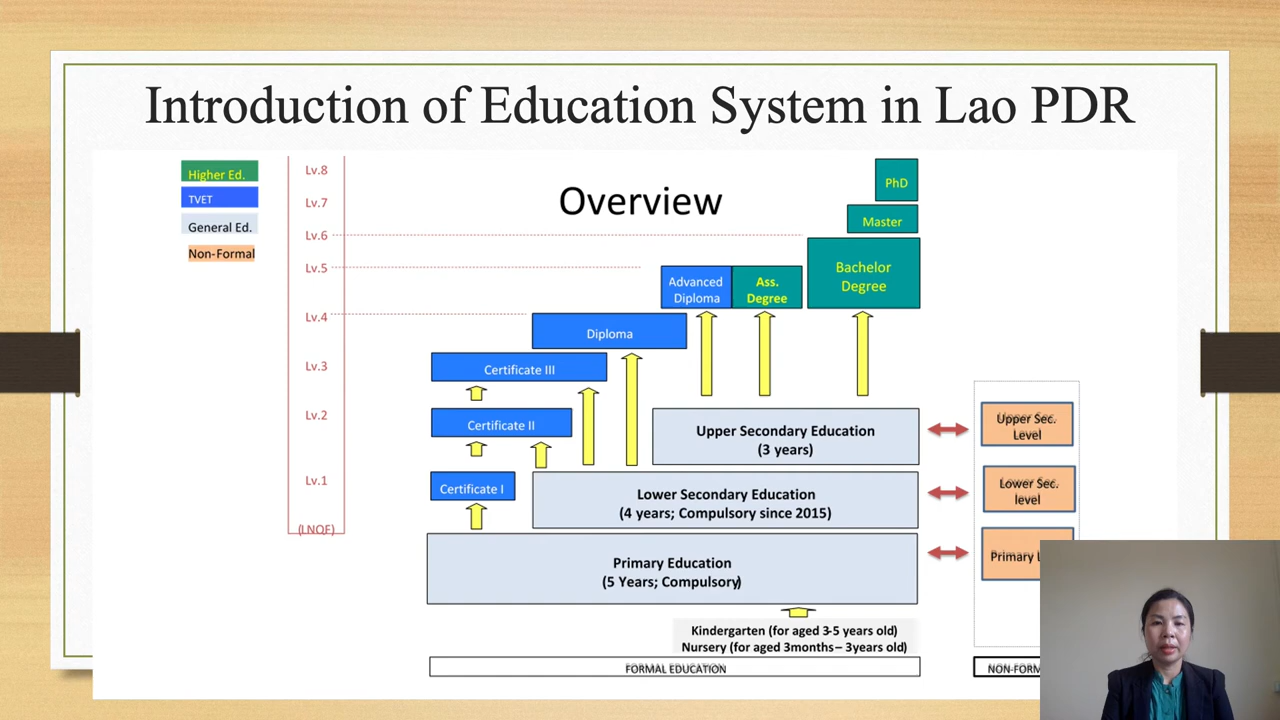 Introduction of Education System in Lao PDR
Overview
Higher Ed.
TVET
General Ed.
Non-Formal
Lv.8
Lv.7
Lv.6
Lv.5
Lv.4
Lv.3
Lv.2
Lv.1
(LNQF)
PhD
Master
Bachelor
Degree
Advanced
Diploma
Ass.
Degree
Diploma
Certificate III
Certificate II
Certificate I
Upper Secondary Education
(3 years)
Lower Secondary Education
(4 years; Compulsory since 2015)
Primary Education
(5 Years; Compulsory)
Kindergarten (for aged 3-5 years old)
Nursery (for aged 3months – 3years old)
FORMAL EDUCATION
Upper Sec.
Level
Lower Sec.
level
Primary